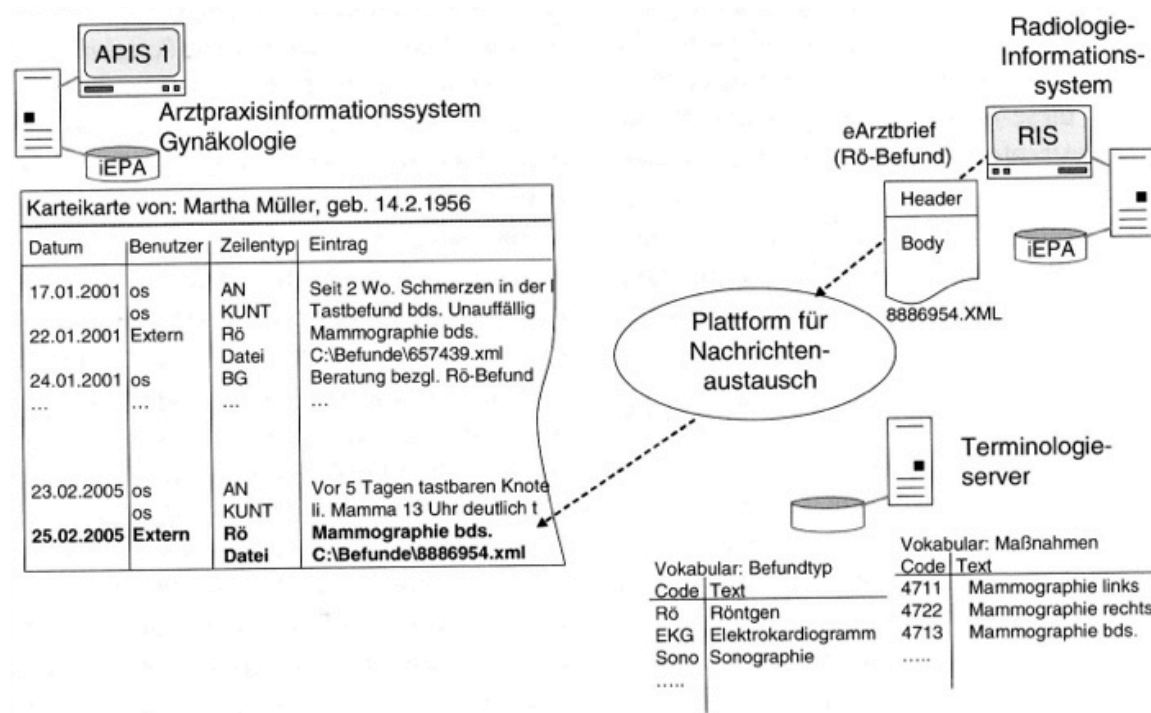 APIS 1
Arztpraxisinformationssystem
Gynäkologie
iEPA
Radiologie-
Informations-
system
RIS
iEPA
eArztbrief
(Rö-Befund)
Header
Body
8886954.XML
Karteikarte von: Martha Müller, geb. 14.2.1956
Datum Benutzer Zeilentyp Eintrag
17.01.2001 os AN Seit 2 Wo. Schmerzen in der l
os KUNT Tastbefund bds. Unauffällig
22.01.2001 Extern Rö Mammographie bds.
Datei C:\Befunde\657439.xml
24.01.2001 os BG Beratung bezgl. Rö-Befund
... ... ... ...
23.02.2005 os AN Vor 5 Tagen tastbaren Knote
os KUNT li. Mamma 13 Uhr deutlich t
25.02.2005 Extern Rö Mammographie bds.
Datei C:\Befunde\8886954.xml
Plattform für
Nachrichten-
austausch
Terminologie-
server
Vokabular: Befundtyp
Code Text
Rö Röntgen
EKG Elektrokardiogramm
Sono Sonographie
.....
Vokabular: Maßnahmen
Code Text
4711 Mammographie links
4722 Mammographie rechts
4713 Mammographie bds.
.....